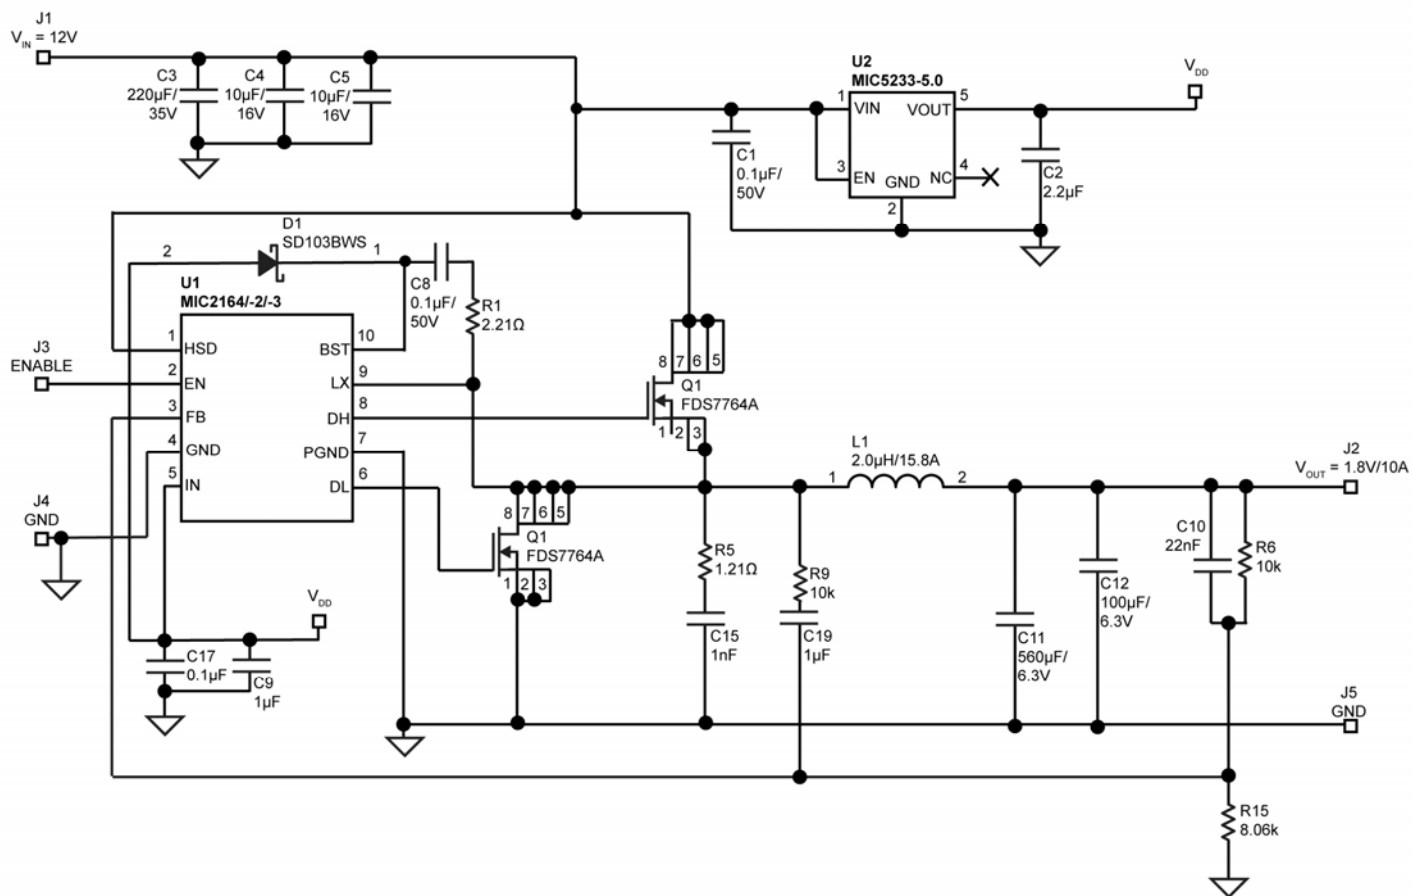 J1
V_IN = 12V
C3
220µF/
35V
C4
10µF/
16V
C5
10µF/
16V
U2
MIC5233-5.0
1
VIN
VOUT
5
3
EN
GND
NC
4
2
C1
0.1µF/
50V
C2
2.2µF
V_DD
D1
SD103BWS
2
1
C8
0.1µF/
50V
R1
2.21Ω
U1
MIC2164/-2/-3
1
HSD
2
EN
3
FB
4
GND
5
IN
10
BST
9
LX
8
DH
7
PGND
6
DL
J3
ENABLE
J4
GND
8
7
6
5
Q1
FDS7764A
1
2
3
8
7
6
5
Q1
FDS7764A
1
2
3
L1
2.0µH/15.8A
1
2
J2
V_OUT = 1.8V/10A
R5
1.21Ω
C15
1nF
R9
10k
C19
1µF
C11
560µF/
6.3V
C12
100µF/
6.3V
C10
22nF
R6
10k
V_DD
C17
0.1µF
C9
1µF
J5
GND
R15
8.06k